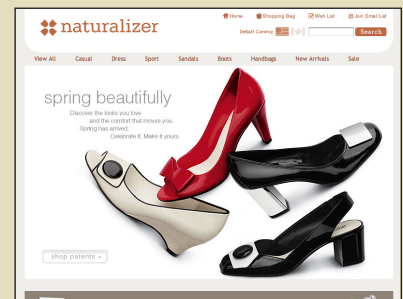 Home Shopping Bag Wish List Join Email List
naturalizer
Default Currency Search
View All Casual Dress Sport Sandals Boots Handbags New Arrivals Sale
spring beautifully
Discover the looks you love
and the comfort that moves you.
Spring has arrived.
Celebrate it. Make it yours.
shop patents »